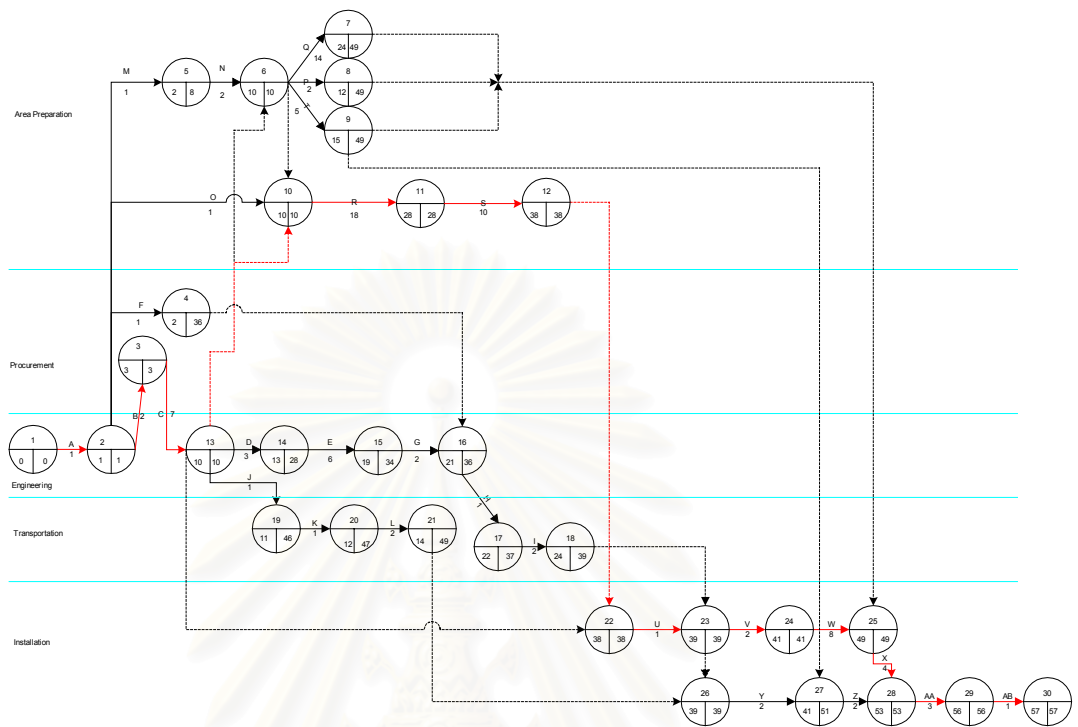 7
Q
24 49
14
M
N
5
6
8
P
2
1
2 8
2
10 10
12 49
T
5
9
15 49
Area Preparation
O
1
10
10 10
R
18
11
28 28
S
10
12
38 38
F
1
4
2 36
3
3 3
Procurement
B 2
C 7
1
0 0
A
1
2
1 1
13
10 10
D
3
14
13 28
E
6
15
19 34
G
2
16
21 36
J
1
Engineering
H
1
19
11 46
K
1
20
12 47
L
2
21
14 49
17
22 37
I
2
18
24 39
Transportation
22
38 38
U
1
23
39 39
V
2
24
41 41
W
8
25
49 49
Installation
X
4
26
39 39
Y
2
27
41 51
Z
2
28
53 53
AA
3
29
56 56
AB
1
30
57 57